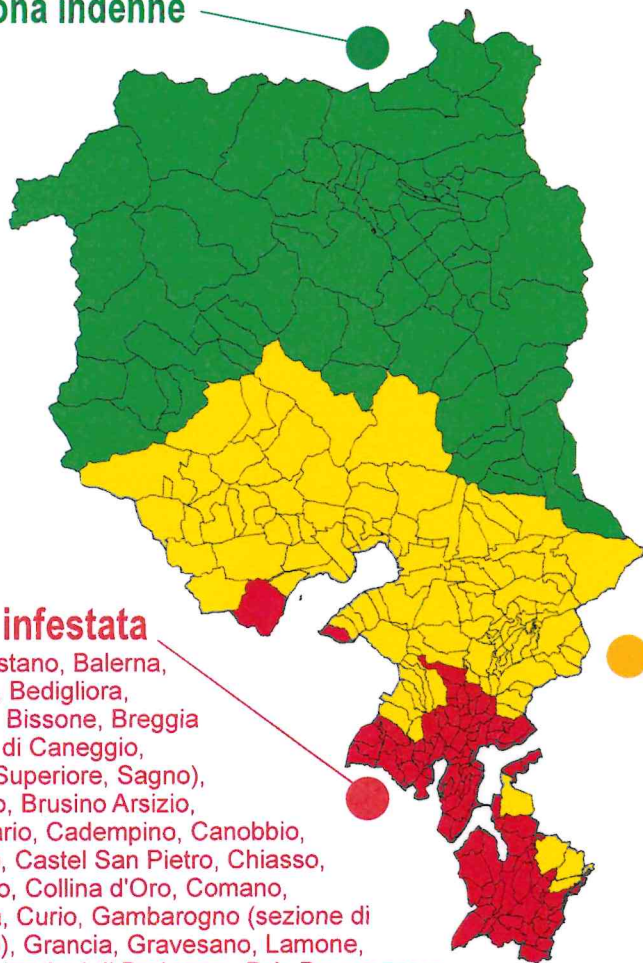 ona indenne
infestata
stano, Balerna,
Bedigliora,
Bissone, Breggia
di Caneggio,
Superiore, Sagno),
o, Brusino Arsizio,
ario, Cadempino, Canobbio,
, Castel San Pietro, Chiasso,
o, Collina d'Oro, Comano,
, Curio, Gambarogno (sezione di
), Grancia, Gravesano, Lamone,